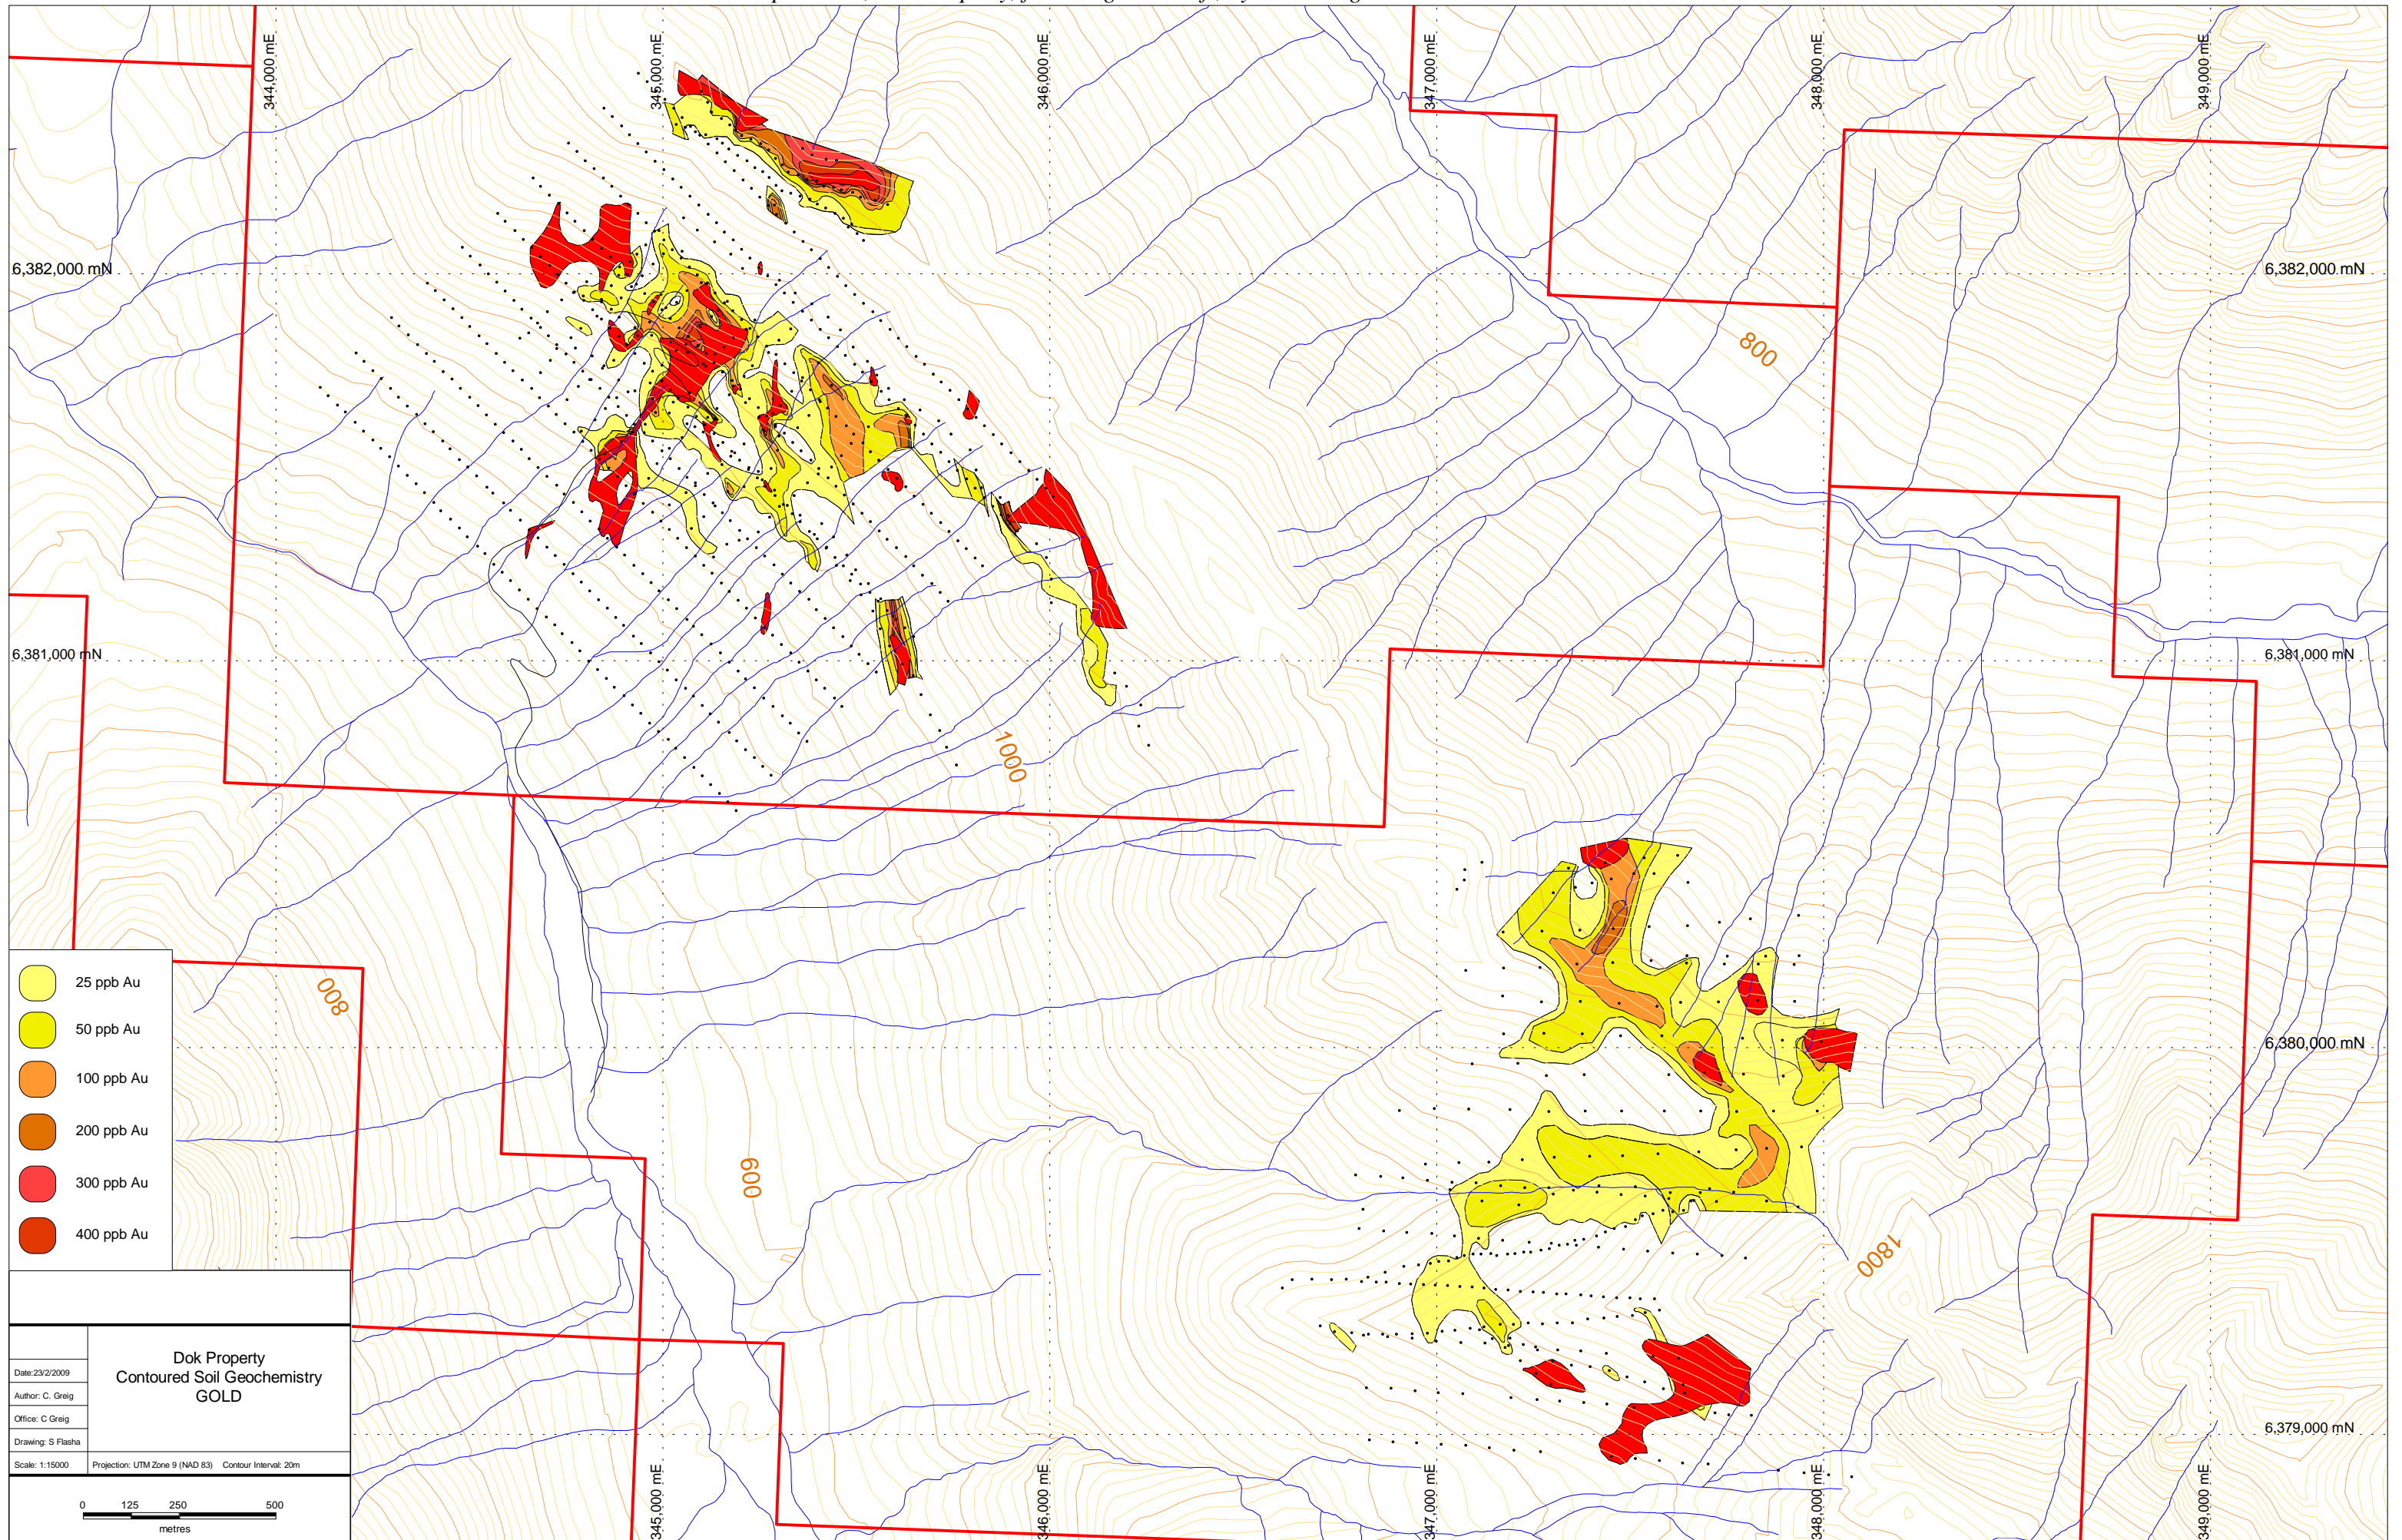 344,000 mE
345,000 mE
346,000 mE
347,000 mE
348,000 mE
349,000 mE
6,382,000 mN
6,382,000 mN
800
6,381,000 mN
6,381,000 mN
1000
25 ppb Au
50 ppb Au
100 ppb Au
200 ppb Au
300 ppb Au
400 ppb Au
800
6,380,000 mN
600
1800
6,379,000 mN
Dok Property
Contoured Soil Geochemistry
GOLD
Date:23/2/2009
Author: C. Greig
Office: C Greig
Drawing: S Flasha
Scale: 1:15000
Projection: UTM Zone 9 (NAD 83) Contour Interval: 20m
0 125 250 500
metres
345,000 mE
346,000 mE
347,000 mE
348,000 mE
349,000 mE